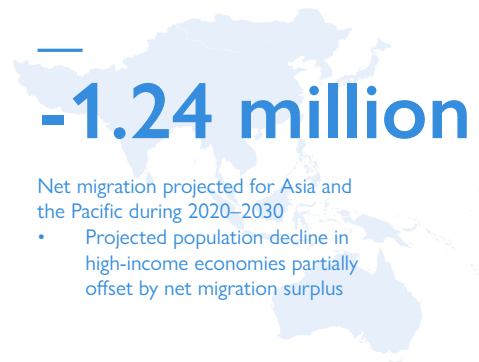 -1.24 million
Net migration projected for Asia and
the Pacific during 2020–2030
• Projected population decline in
high-income economies partially
offset by net migration surplus